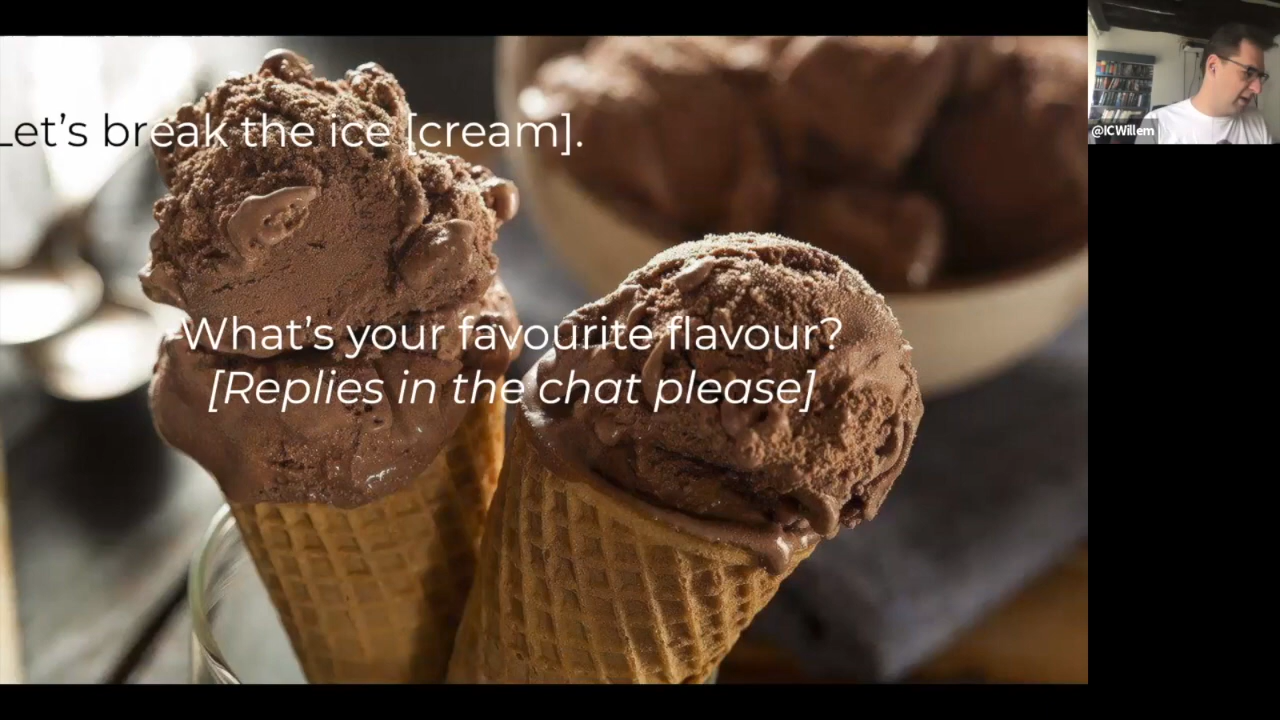 Let’s break the ice [cream].
What’s your favourite flavour?
[Replies in the chat please]
@ICWillem